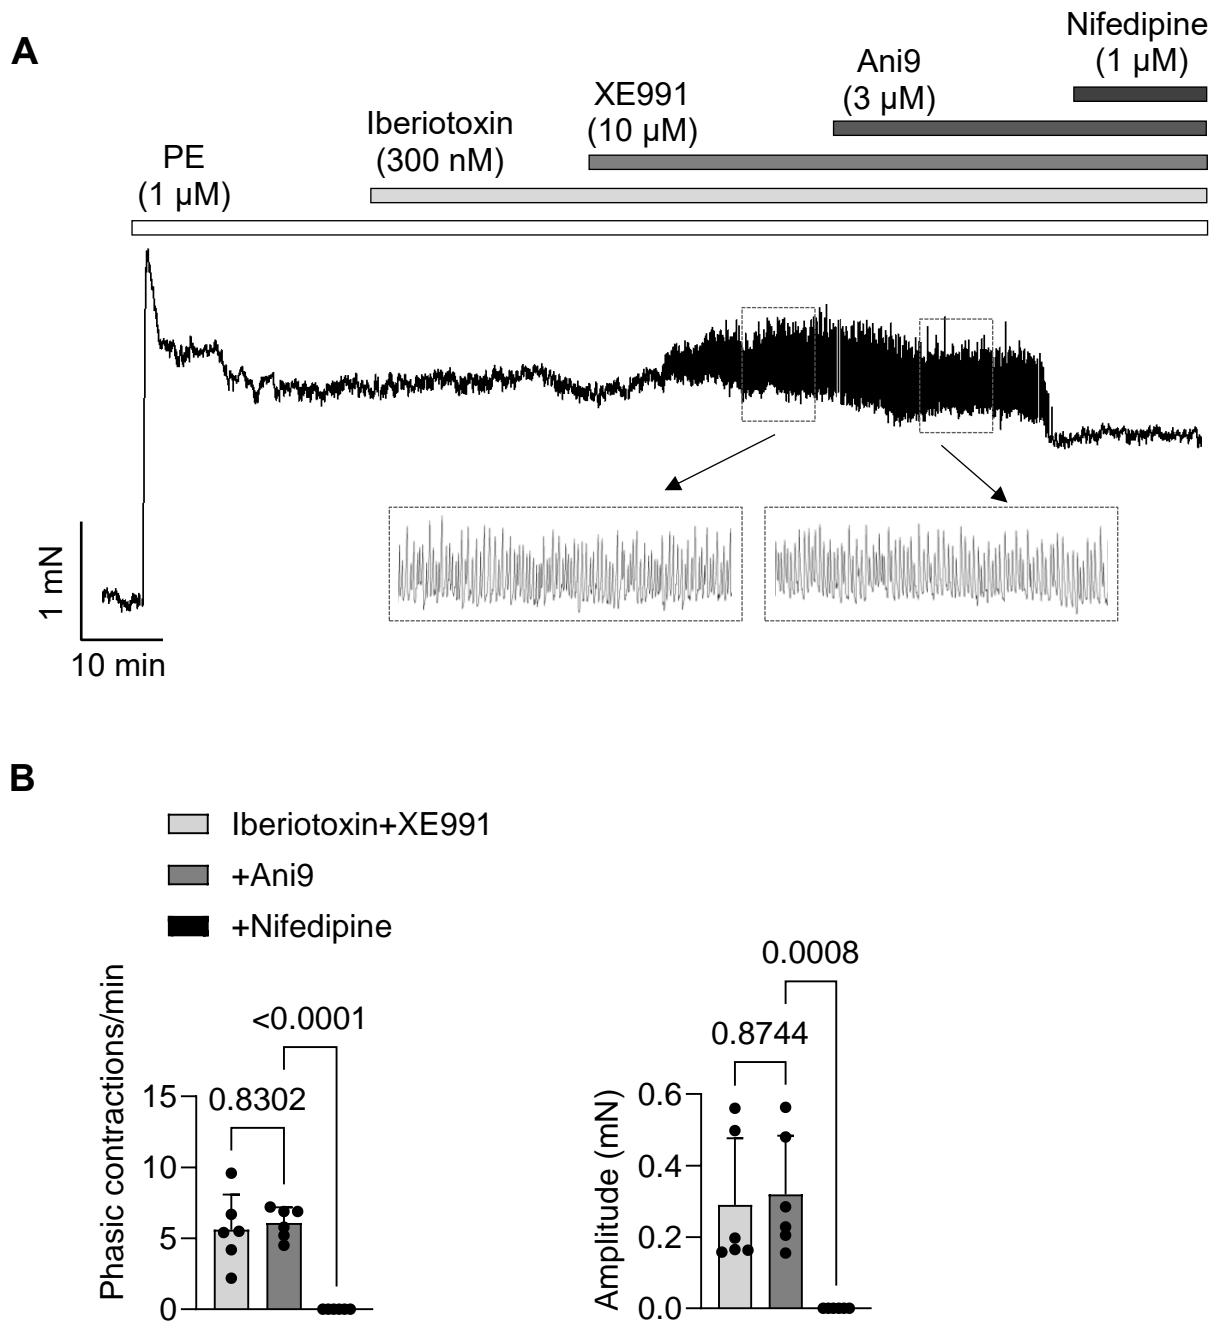 A
Nifedipine
(1 µM)
Ani9
(3 µM)
XE991
(10 µM)
Iberiotoxin
(300 nM)
PE
(1 µM)
1 mN
10 min
B
Iberiotoxin+XE991
+Ani9
+Nifedipine
Phasic contractions/min
15
10
5
0
0.8302
<0.0001
Amplitude (mN)
0.6
0.4
0.2
0.0
0.8744
0.0008